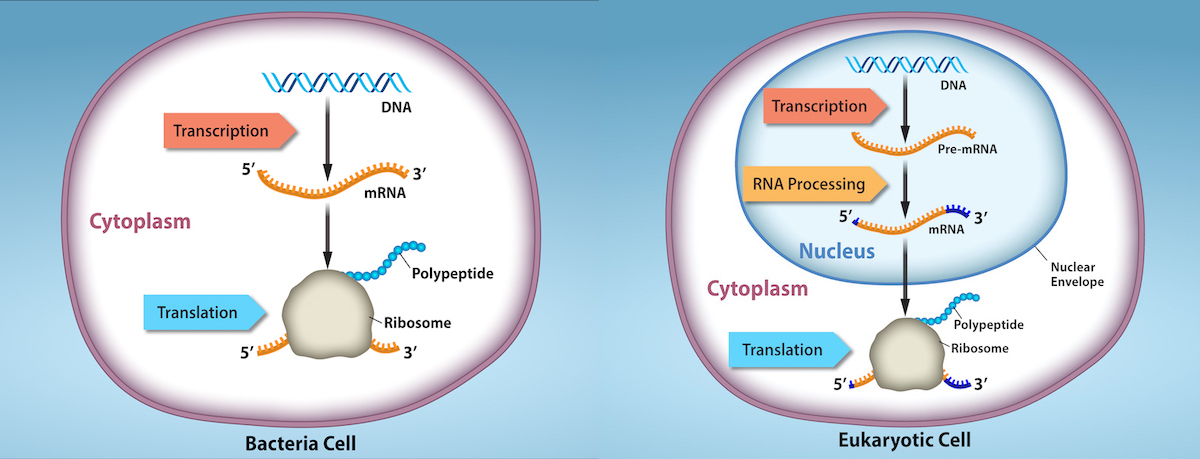 DNA
Transcription
5′
3′
mRNA
Cytoplasm
Polypeptide
Translation
Ribosome
5′
3′
Bacteria Cell
DNA
Transcription
Pre-mRNA
RNA Processing
5′
3′
mRNA
Nucleus
Nuclear
Envelope
Cytoplasm
Polypeptide
Translation
Ribosome
5′
3′
Eukaryotic Cell